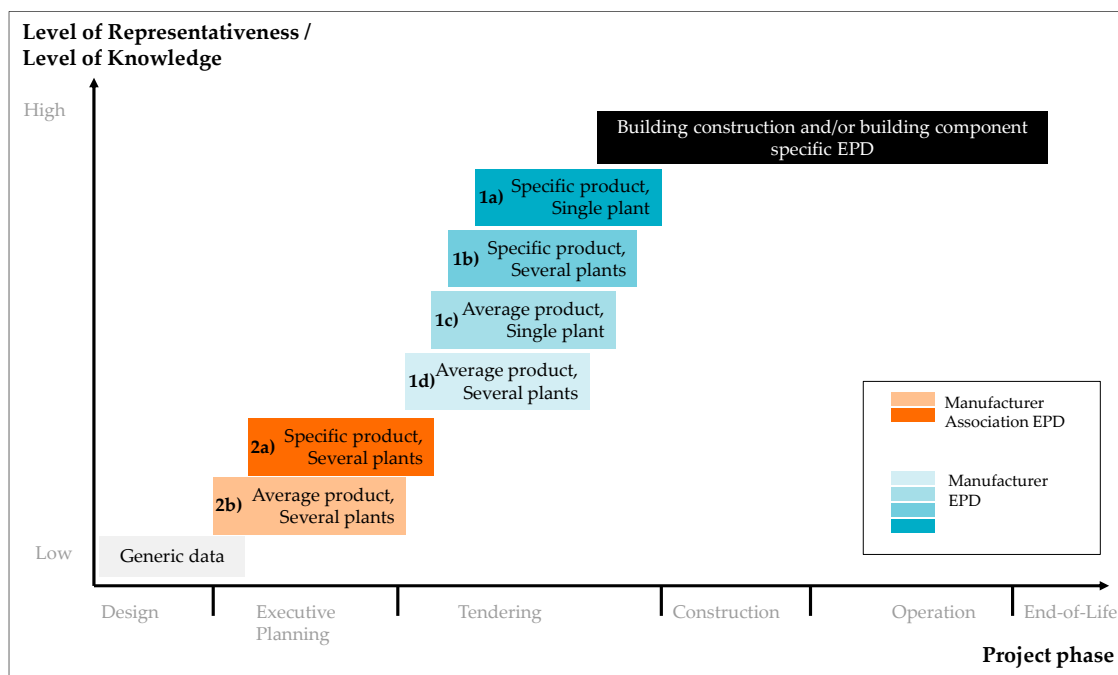 Level of Representativeness /
Level of Knowledge
High
Building construction and/or building component
specific EPD
1a) Specific product,
Single plant
1b) Specific product,
Several plants
1c) Average product,
Single plant
1d) Average product,
Several plants
2a) Specific product,
Several plants
2b) Average product,
Several plants
Low
Generic data
Manufacturer
Association EPD
Manufacturer
EPD
Design
Executive
Planning
Tendering
Construction
Operation
End-of-Life
Project phase